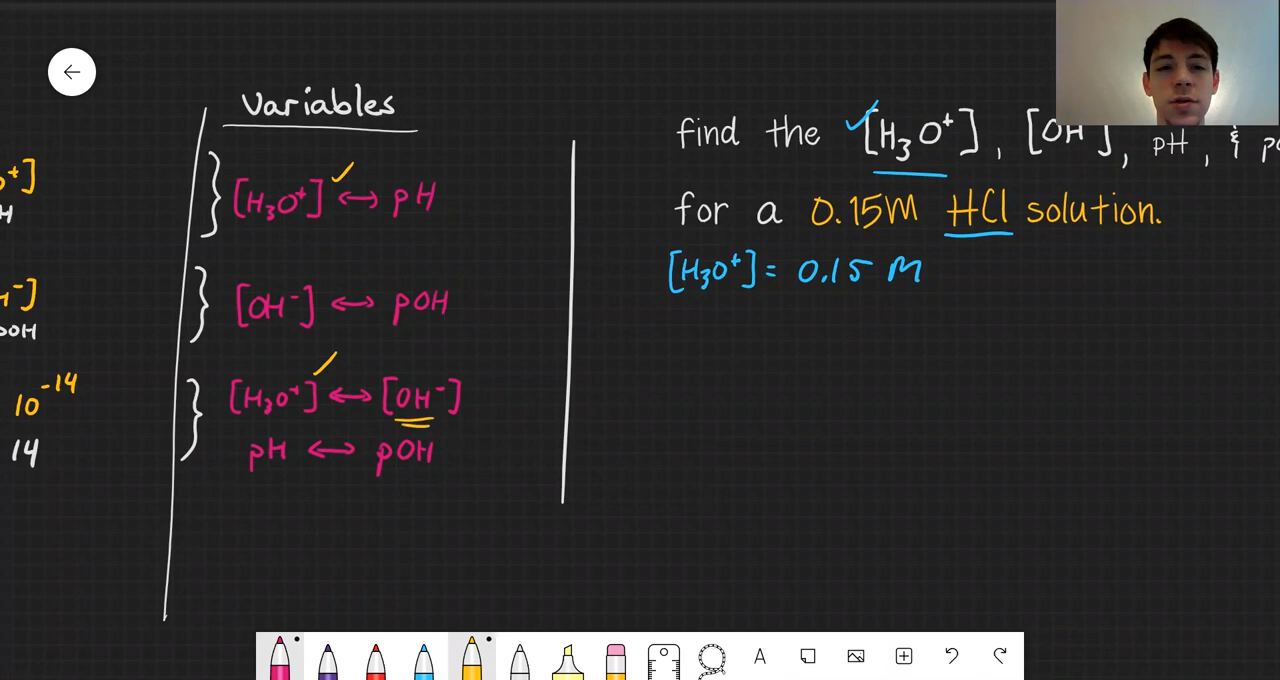 Variables
[H₃O⁺] ↔ pH
[OH⁻] ↔ pOH
[H₃O⁺] ↔ [OH⁻]
pH ↔ pOH
10⁻¹⁴
14
find the [H₃O⁺], [OH⁻], pH, &
for a 0.15M HCl solution.
[H₃O⁺] = 0.15 M
A